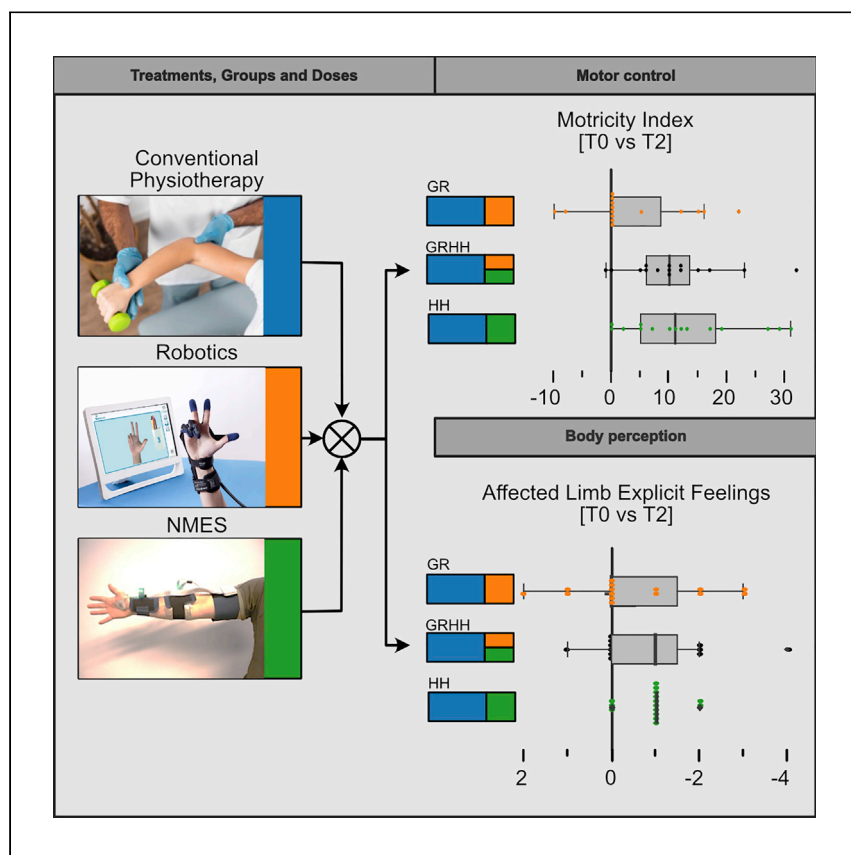 Treatments, Groups and Doses
Motor control
Conventional
Physiotherapy
Robotics
NMES
Motricity Index
[T0 vs T2]
GR
GRHH
HH
-10 0 10 20 30
Body perception
Affected Limb Explicit Feelings
[T0 vs T2]
GR
GRHH
HH
2 0 -2 -4